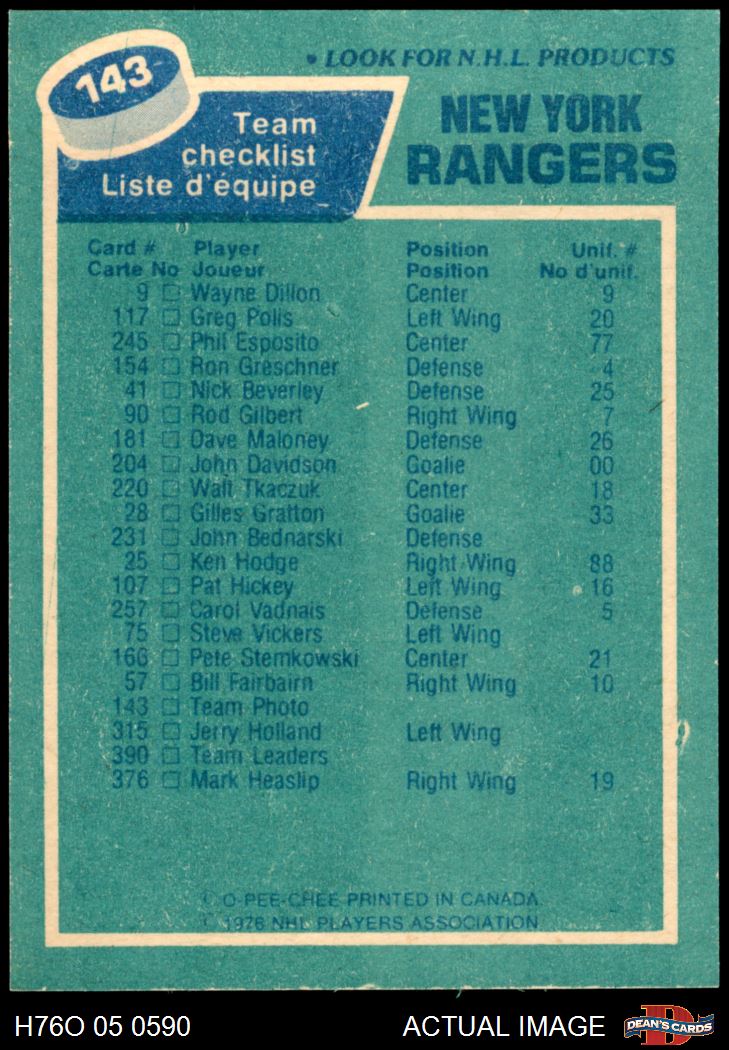 • LOOK FOR N.H.L. PRODUCTS
143
NEW YORK
RANGERS
Team
checklist
Liste d'équipe
Card # Player Position Unif. #
Carte No Joueur Position No d'unif.
9 Wayne Dillon Center 9
117 Greg Polis Left Wing 20
245 Phil Esposito Center 77
154 Ron Greschner Defense 4
41 Nick Beverley Defense 25
90 Rod Gilbert Right Wing 7
181 Dave Maloney Defense 26
204 John Davidson Goalie 00
220 Walt Tkaczuk Center 18
28 Gilles Gratton Goalie 33
231 John Bednarski Defense
25 Ken Hodge Right Wing 88
107 Pat Hickey Left Wing 16
257 Carol Vadnais Defense 5
75 Steve Vickers Left Wing
166 Pete Stemkowski Center 21
57 Bill Fairbairn Right Wing 10
143 Team Photo
315 Jerry Holland Left Wing
390 Team Leaders
376 Mark Heaslip Right Wing 19
© O-PEE-CHEE PRINTED IN CANADA
© 1976 NHL PLAYERS ASSOCIATION
H76O 05 0590 ACTUAL IMAGE
D
DEAN'S CARDS